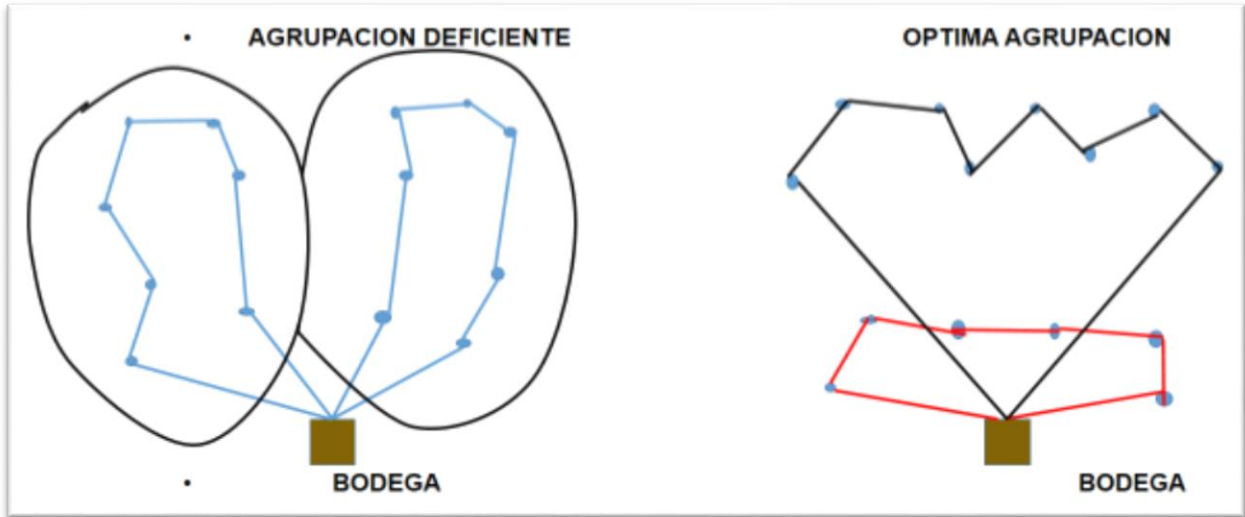 • AGRUPACION DEFICIENTE
OPTIMA AGRUPACION
• BODEGA
BODEGA